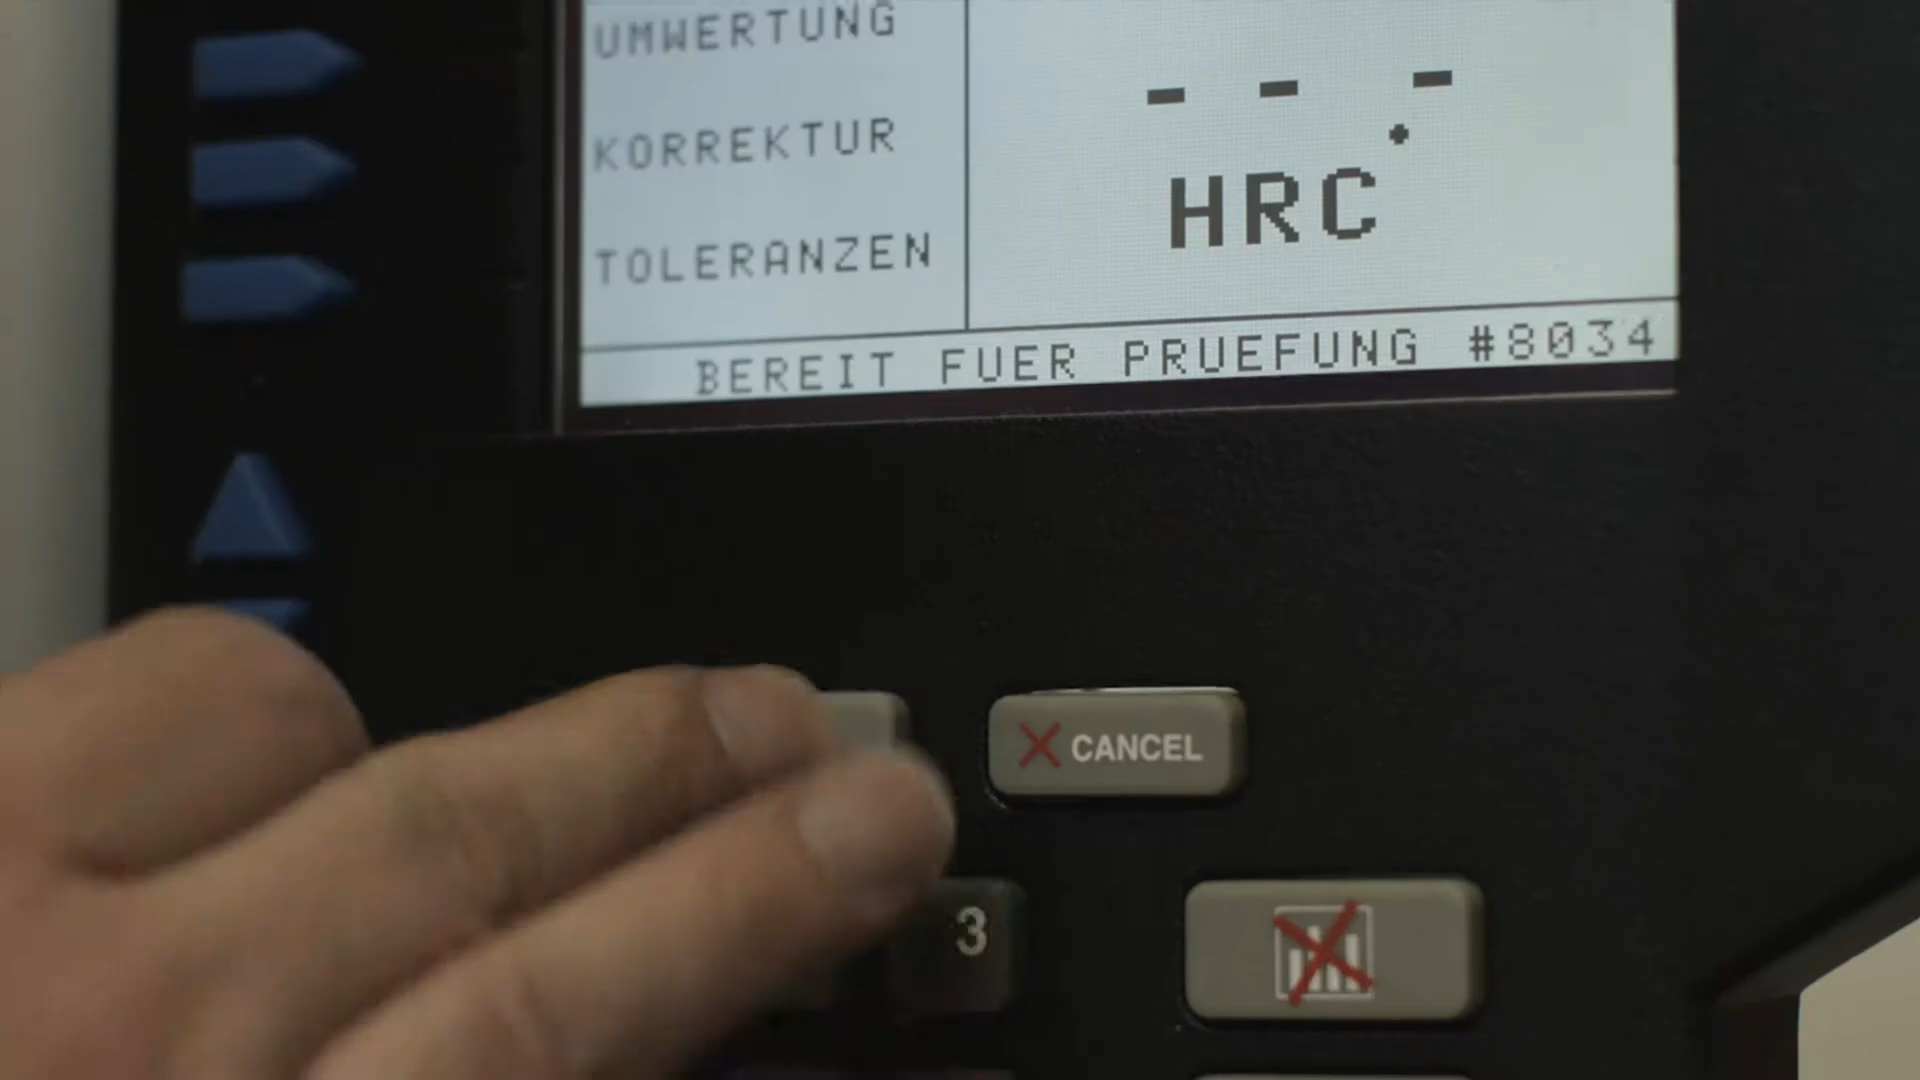 UMWERTUNG
KORREKTUR
TOLERANZEN
- - . -
HRC
BEREIT FUER PRUEFUNG #8034
CANCEL
3